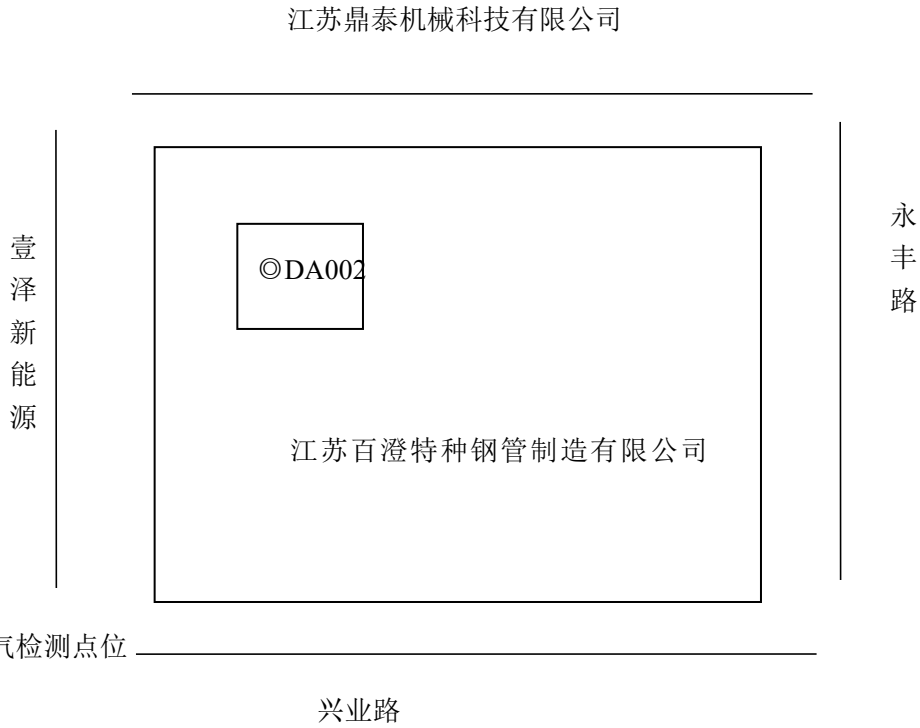 江苏鼎泰机械科技有限公司
壹泽新能源
永丰路
◎DA002
江苏百澄特种钢管制造有限公司
气检测点位
兴业路